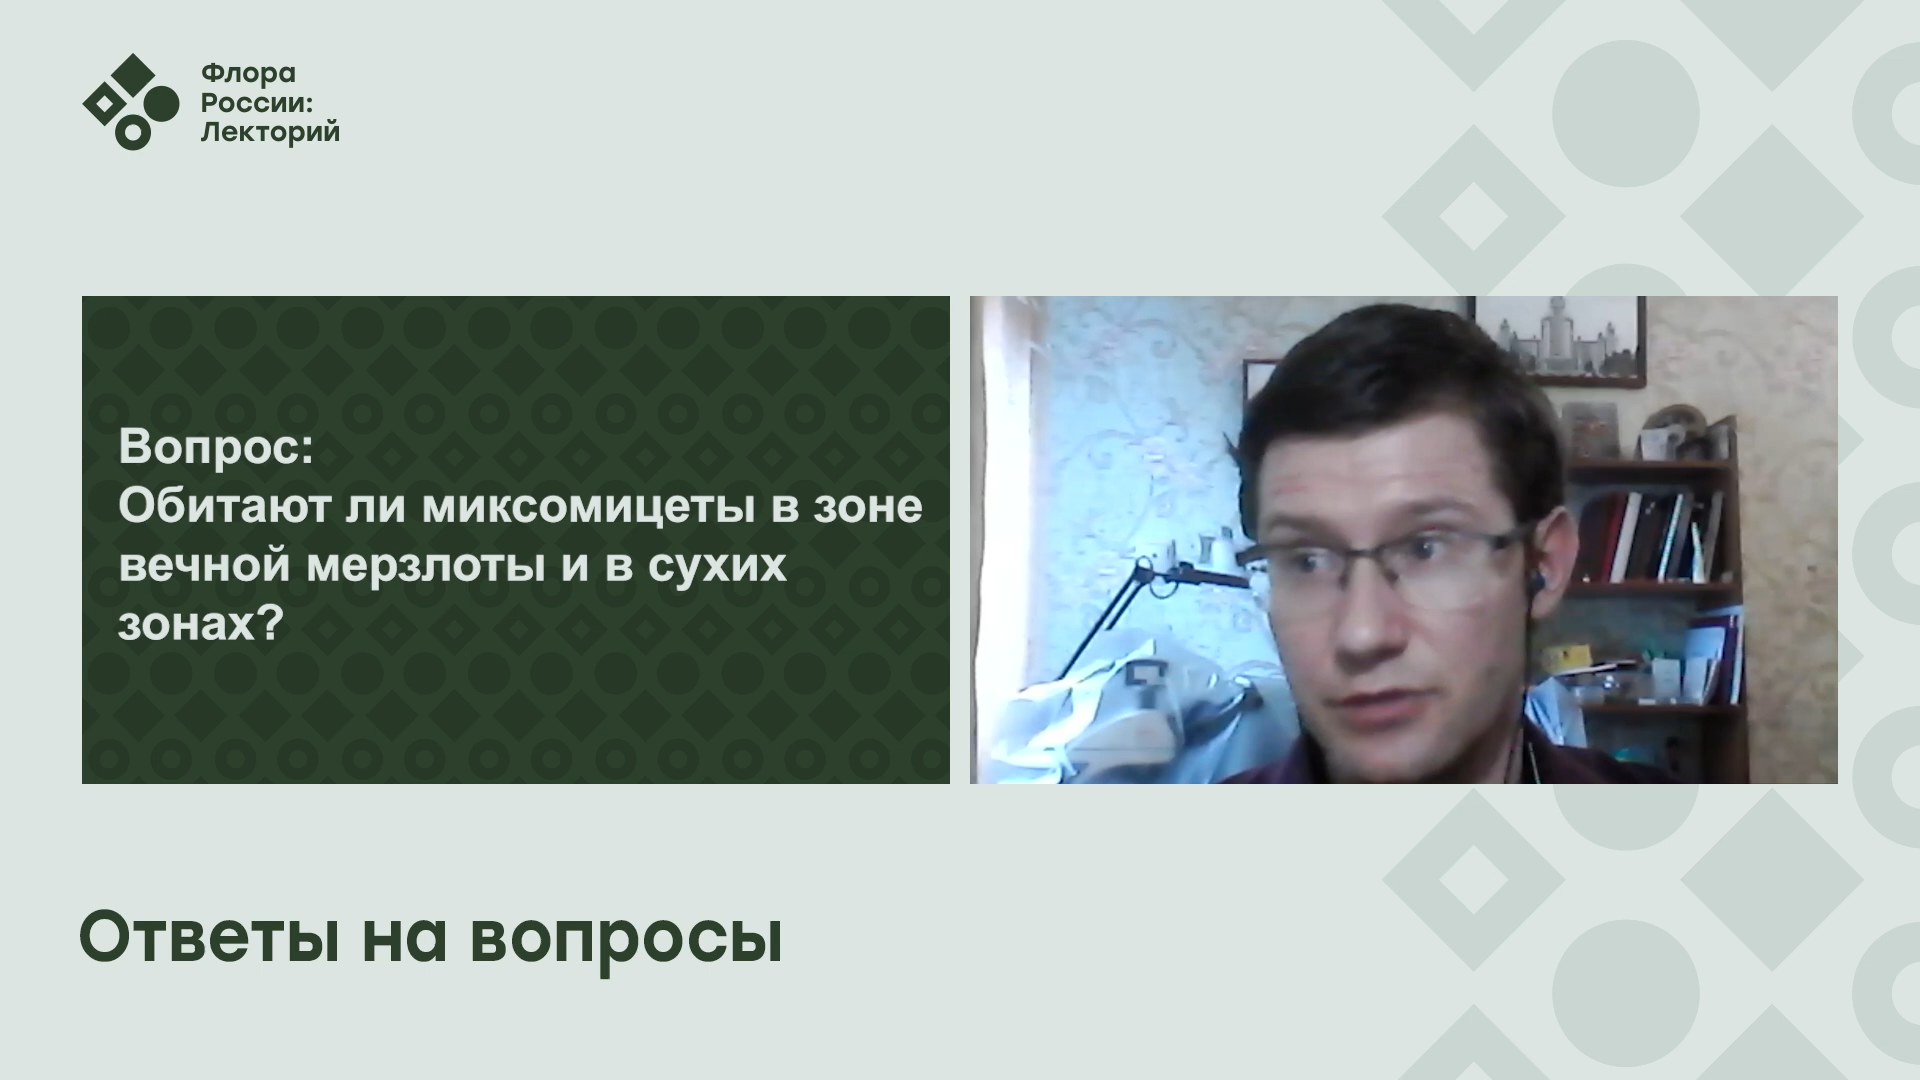 Флора
России:
Лекторий
Вопрос:
Обитают ли миксомицеты в зоне
вечной мерзлоты и в сухих
зонах?
Ответы на вопросы